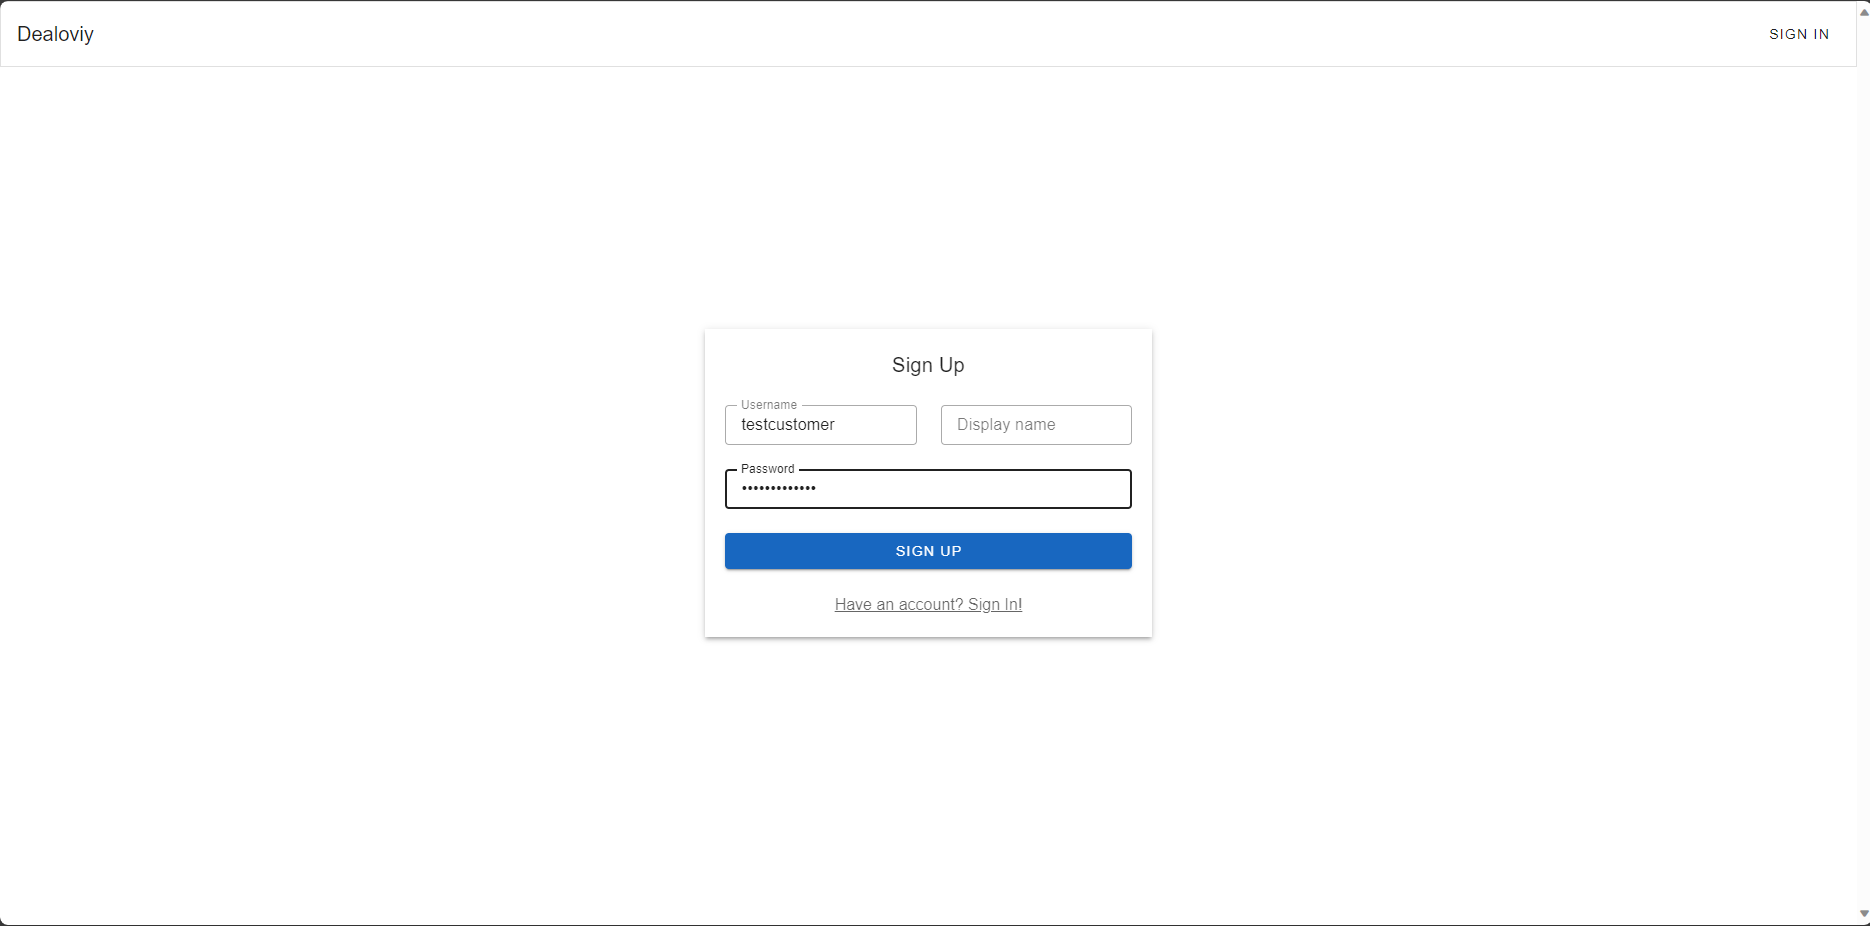 Dealoviy
SIGN IN
Sign Up
Username
testcustomer
Display name
Password
•••••••••••••
SIGN UP
Have an account? Sign In!